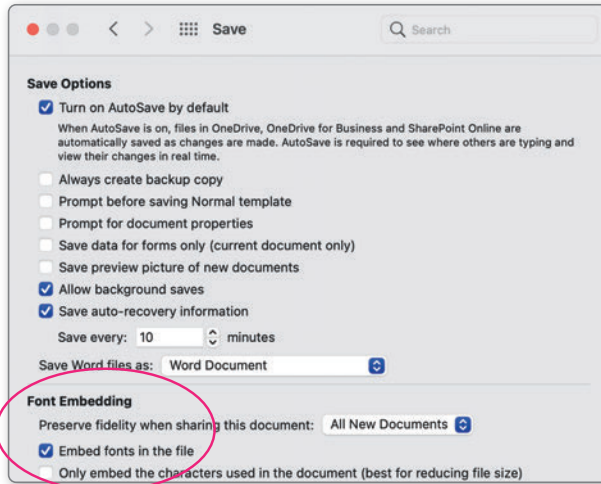 Save
Search
Save Options
Turn on AutoSave by default
When AutoSave is on, files in OneDrive, OneDrive for Business and SharePoint Online are
automatically saved as changes are made. AutoSave is required to see where others are typing and
view their changes in real time.
Always create backup copy
Prompt before saving Normal template
Prompt for document properties
Save data for forms only (current document only)
Save preview picture of new documents
Allow background saves
Save auto-recovery information
Save every: 10 minutes
Save Word files as: Word Document
Font Embedding
Preserve fidelity when sharing this document: All New Documents
Embed fonts in the file
Only embed the characters used in the document (best for reducing file size)